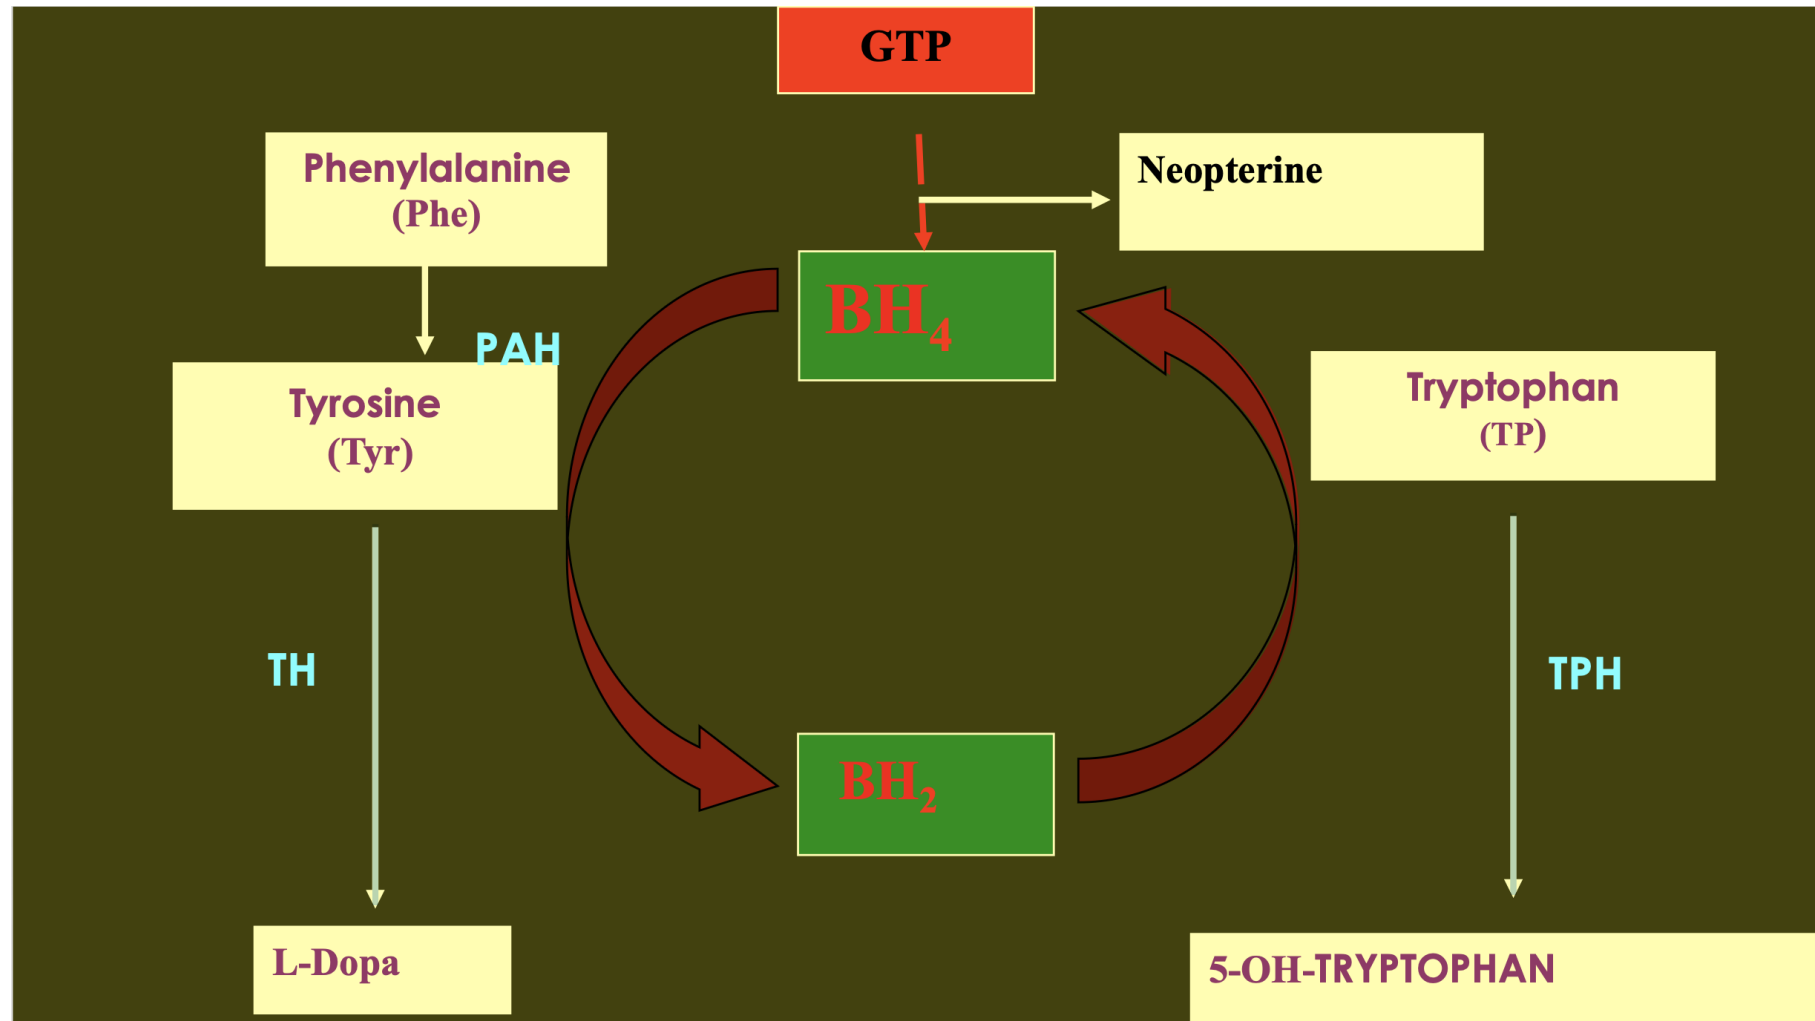 GTP
Phenylalanine
(Phe)
Neopterine
BH₄
PAH
Tyrosine
(Tyr)
Tryptophan
(TP)
TH
TPH
BH₂
L-Dopa
5-OH-TRYPTOPHAN